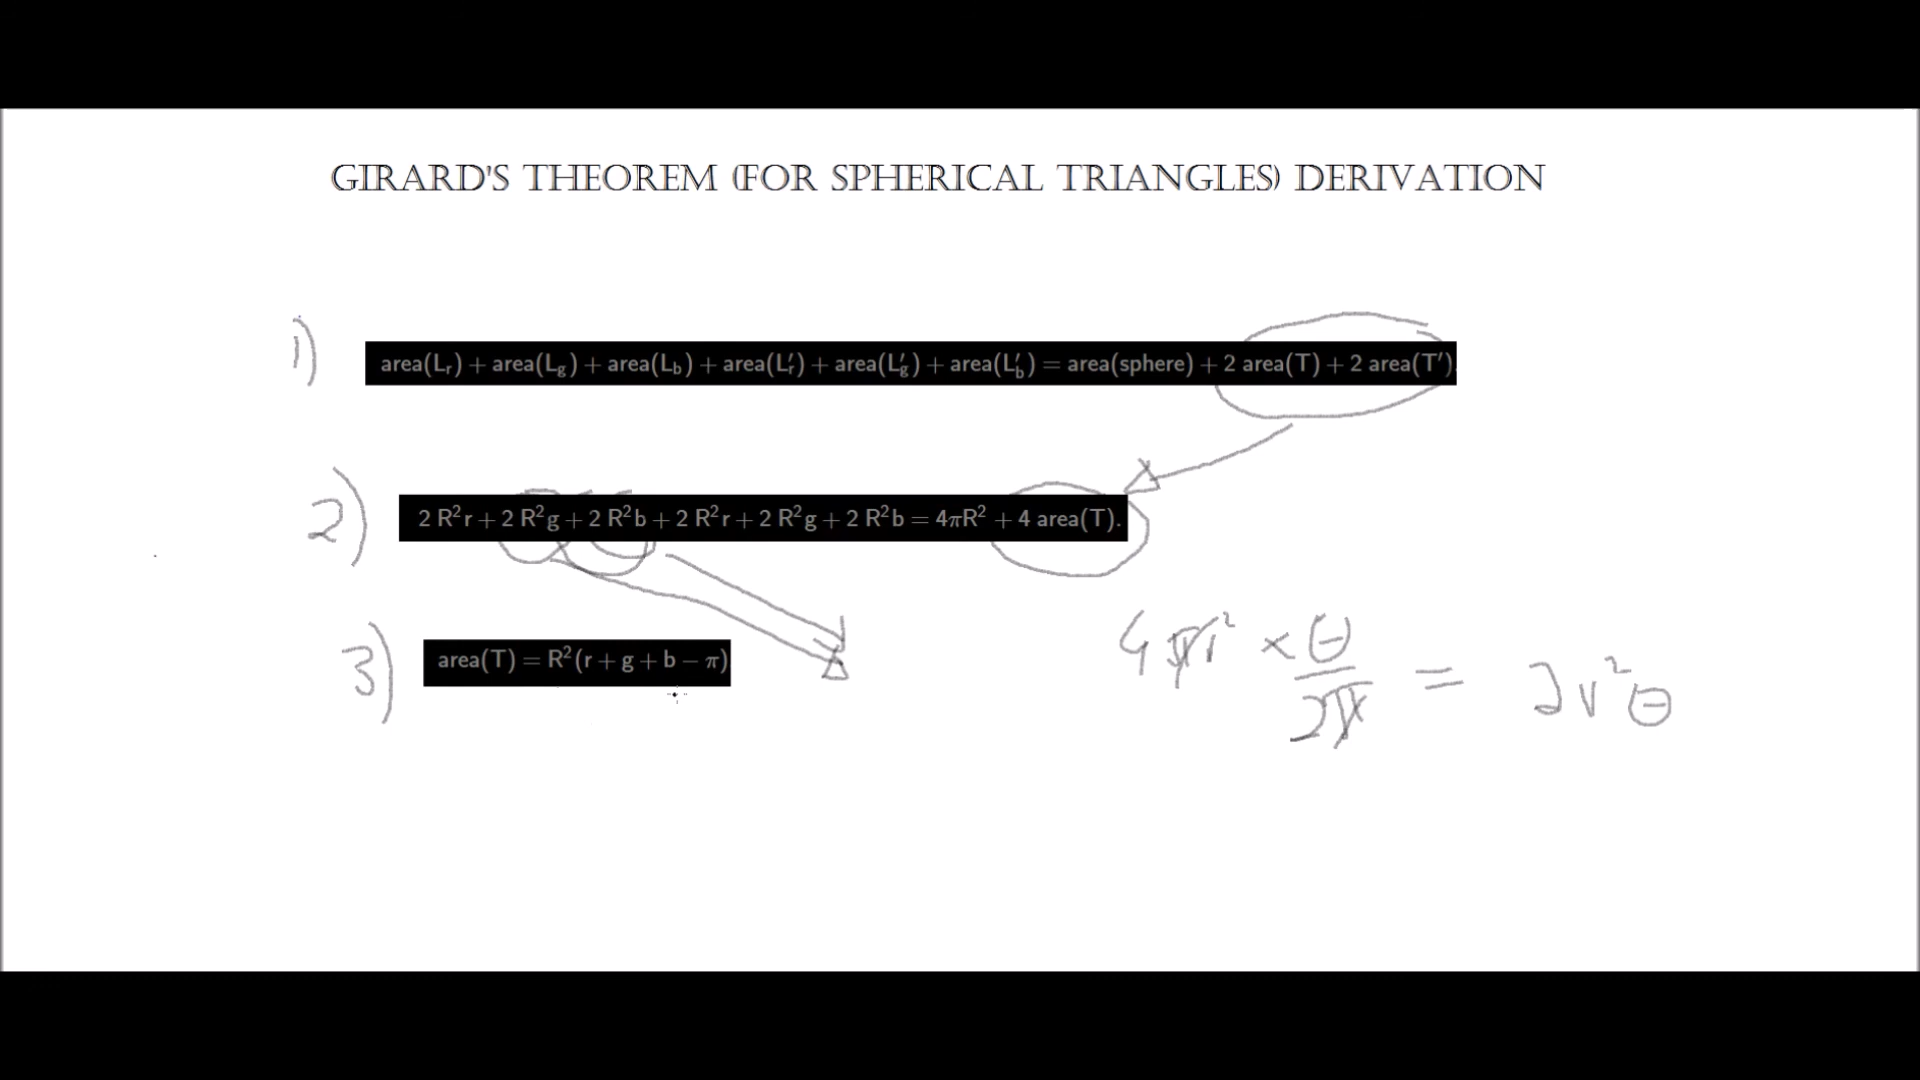 GIRARD'S THEOREM (FOR SPHERICAL TRIANGLES) DERIVATION
1) area(Lᵣ) + area(L_g) + area(L_b) + area(L′ᵣ) + area(L′_g) + area(L′_b) = area(sphere) + 2 area(T) + 2 area(T′)
2) 2 R²r + 2 R²g + 2 R²b + 2 R²r + 2 R²g + 2 R²b = 4πR² + 4 area(T).
3) area(T) = R²(r + g + b − π)
4πr² × θ/2π = 2r²θ